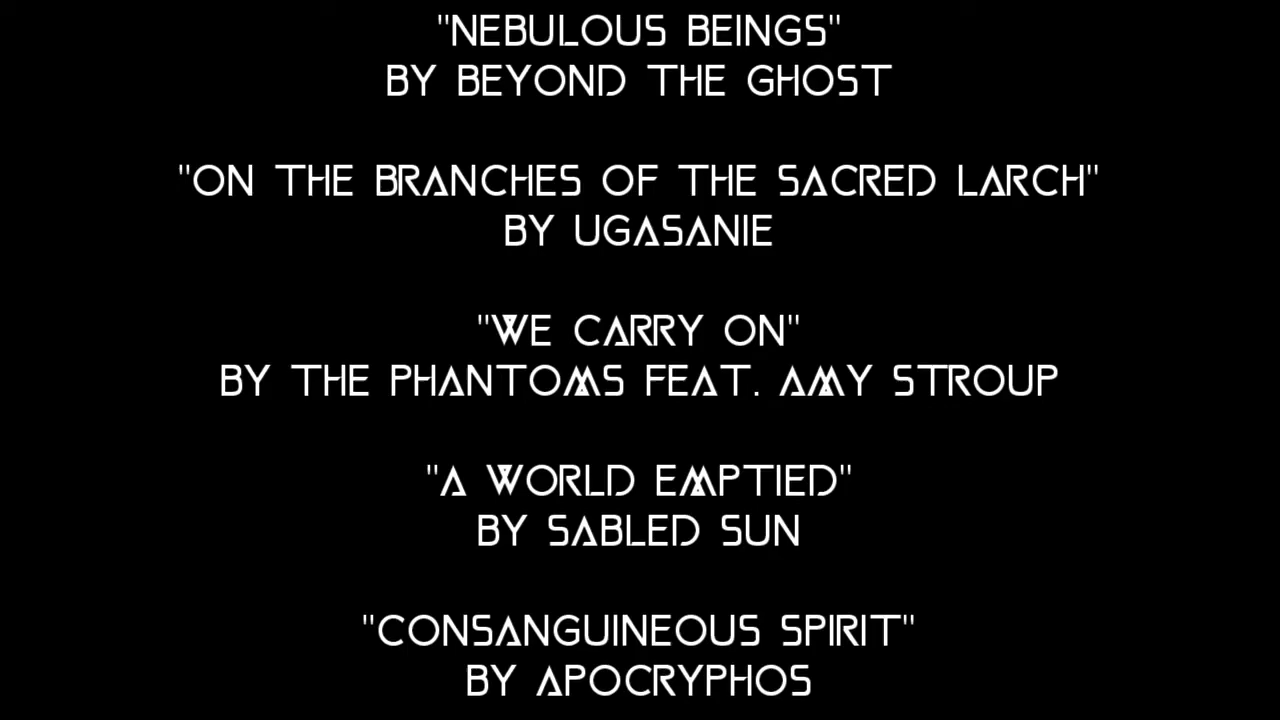 "NEBULOUS BEINGS"
BY BEYOND THE GHOST
"ON THE BRANCHES OF THE SACRED LARCH"
BY UGASANIE
"WE CARRY ON"
BY THE PHANTOMS FEAT. AMY STROUP
"A WORLD EMPTIED"
BY SABLED SUN
"CONSANGUINEOUS SPIRIT"
BY APOCRYPHOS